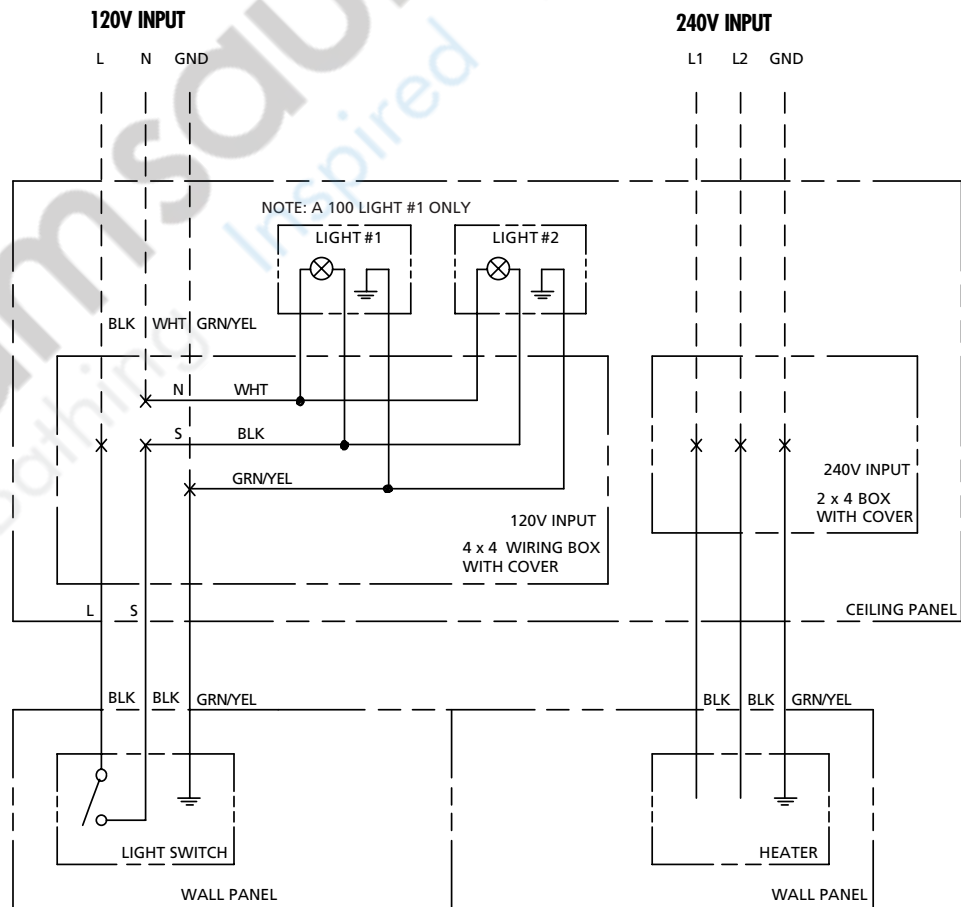 120V INPUT
240V INPUT
L N GND
L1 L2 GND
NOTE: A 100 LIGHT #1 ONLY
LIGHT #1
LIGHT #2
BLK WHT GRN/YEL
N WHT
S BLK
GRN/YEL
120V INPUT
4 x 4 WIRING BOX
WITH COVER
240V INPUT
2 x 4 BOX
WITH COVER
L S
CEILING PANEL
BLK BLK GRN/YEL
BLK BLK GRN/YEL
LIGHT SWITCH
HEATER
WALL PANEL
WALL PANEL
Inspired